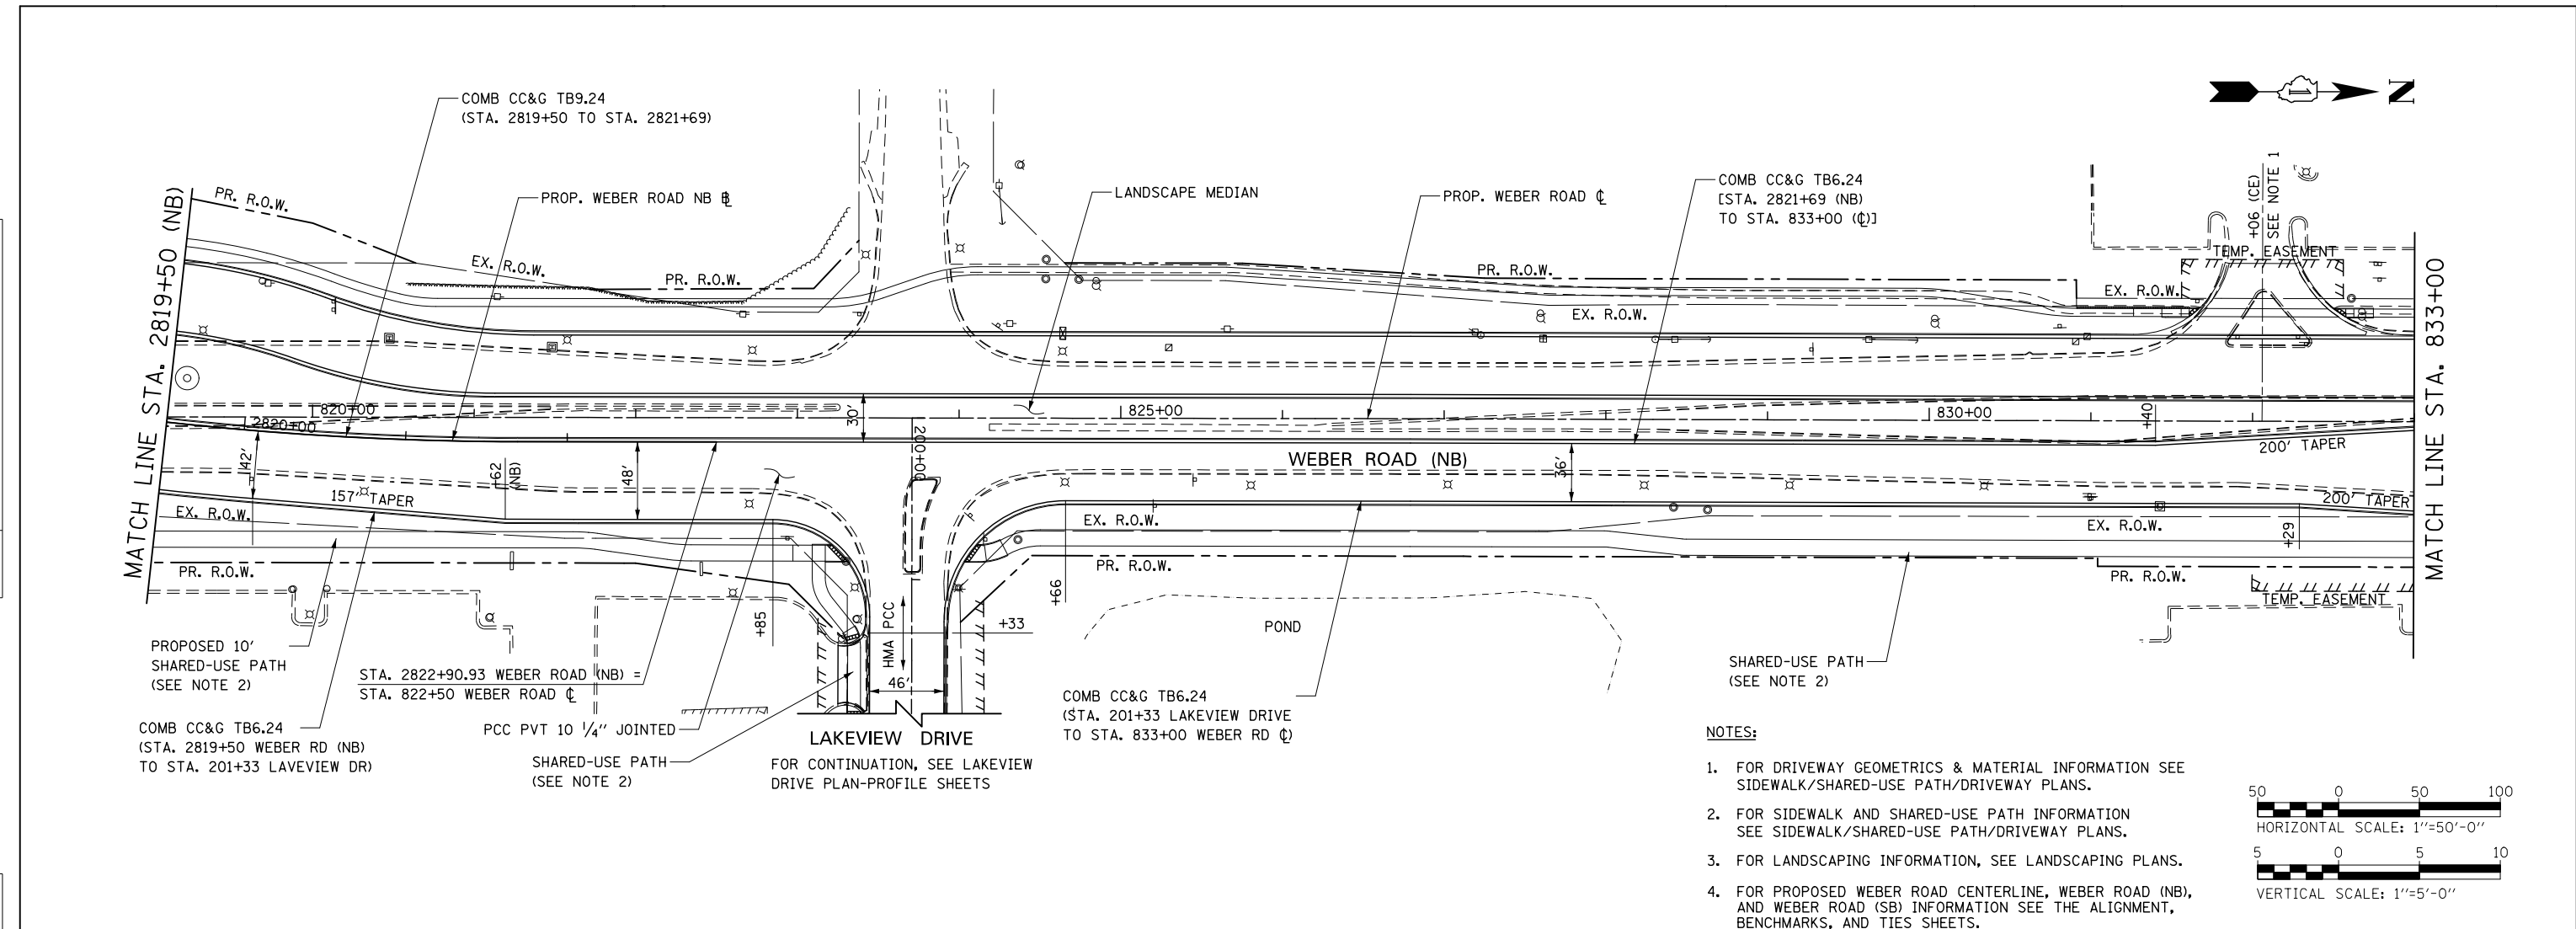 COMB CC&G TB9.24
(STA. 2819+50 TO STA. 2821+69)
N
PR. R.O.W.
PROP. WEBER ROAD NB ⅊
LANDSCAPE MEDIAN
PROP. WEBER ROAD ℄
COMB CC&G TB6.24
[STA. 2821+69 (NB)
TO STA. 833+00 (℄)]
+06 (CE)
SEE NOTE 1
TEMP. EASEMENT
EX. R.O.W.
PR. R.O.W.
PR. R.O.W.
EX. R.O.W.
EX. R.O.W.
MATCH LINE STA. 2819+50 (NB)
MATCH LINE STA. 833+00
820+00
2820+00
30'
825+00
830+00
+40
200+00
42'
+62
(NB)
48'
WEBER ROAD (NB)
36'
200' TAPER
157' TAPER
200' TAPER
EX. R.O.W.
EX. R.O.W.
EX. R.O.W.
+29
PR. R.O.W.
PR. R.O.W.
PR. R.O.W.
TEMP. EASEMENT
+85
+66
+33
HMA PCC
46'
POND
PROPOSED 10'
SHARED-USE PATH
(SEE NOTE 2)
STA. 2822+90.93 WEBER ROAD (NB) =
STA. 822+50 WEBER ROAD ℄
COMB CC&G TB6.24
(STA. 2819+50 WEBER RD (NB)
TO STA. 201+33 LAVEVIEW DR)
PCC PVT 10 1/4" JOINTED
SHARED-USE PATH
(SEE NOTE 2)
LAKEVIEW DRIVE
FOR CONTINUATION, SEE LAKEVIEW
DRIVE PLAN-PROFILE SHEETS
COMB CC&G TB6.24
(STA. 201+33 LAKEVIEW DRIVE
TO STA. 833+00 WEBER RD ℄)
SHARED-USE PATH
(SEE NOTE 2)
NOTES:
1. FOR DRIVEWAY GEOMETRICS & MATERIAL INFORMATION SEE
SIDEWALK/SHARED-USE PATH/DRIVEWAY PLANS.
2. FOR SIDEWALK AND SHARED-USE PATH INFORMATION
SEE SIDEWALK/SHARED-USE PATH/DRIVEWAY PLANS.
3. FOR LANDSCAPING INFORMATION, SEE LANDSCAPING PLANS.
4. FOR PROPOSED WEBER ROAD CENTERLINE, WEBER ROAD (NB),
AND WEBER ROAD (SB) INFORMATION SEE THE ALIGNMENT,
BENCHMARKS, AND TIES SHEETS.
50 0 50 100
HORIZONTAL SCALE: 1"=50'-0"
5 0 5 10
VERTICAL SCALE: 1"=5'-0"